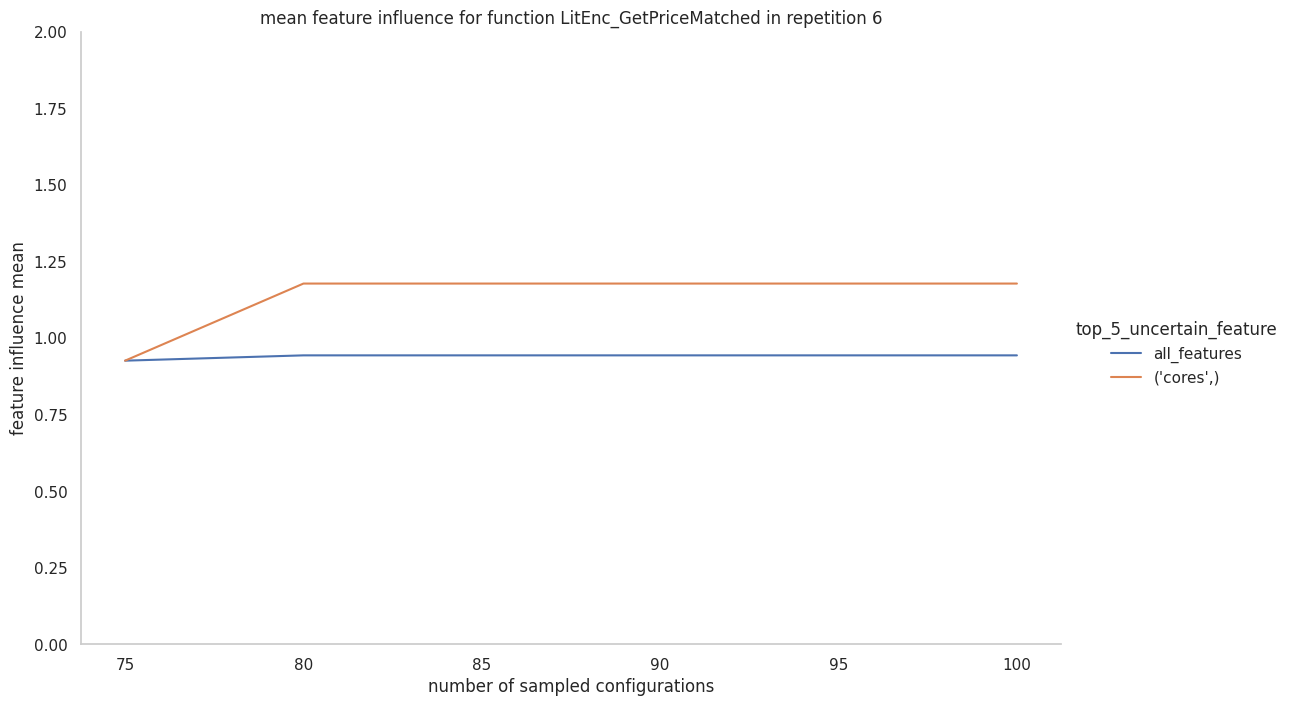 mean feature influence for function LitEnc_GetPriceMatched in repetition 6
2.00
1.75
1.50
1.25
1.00
0.75
0.50
0.25
0.00
feature influence mean
75 80 85 90 95 100
number of sampled configurations
top_5_uncertain_feature
all_features
('cores',)